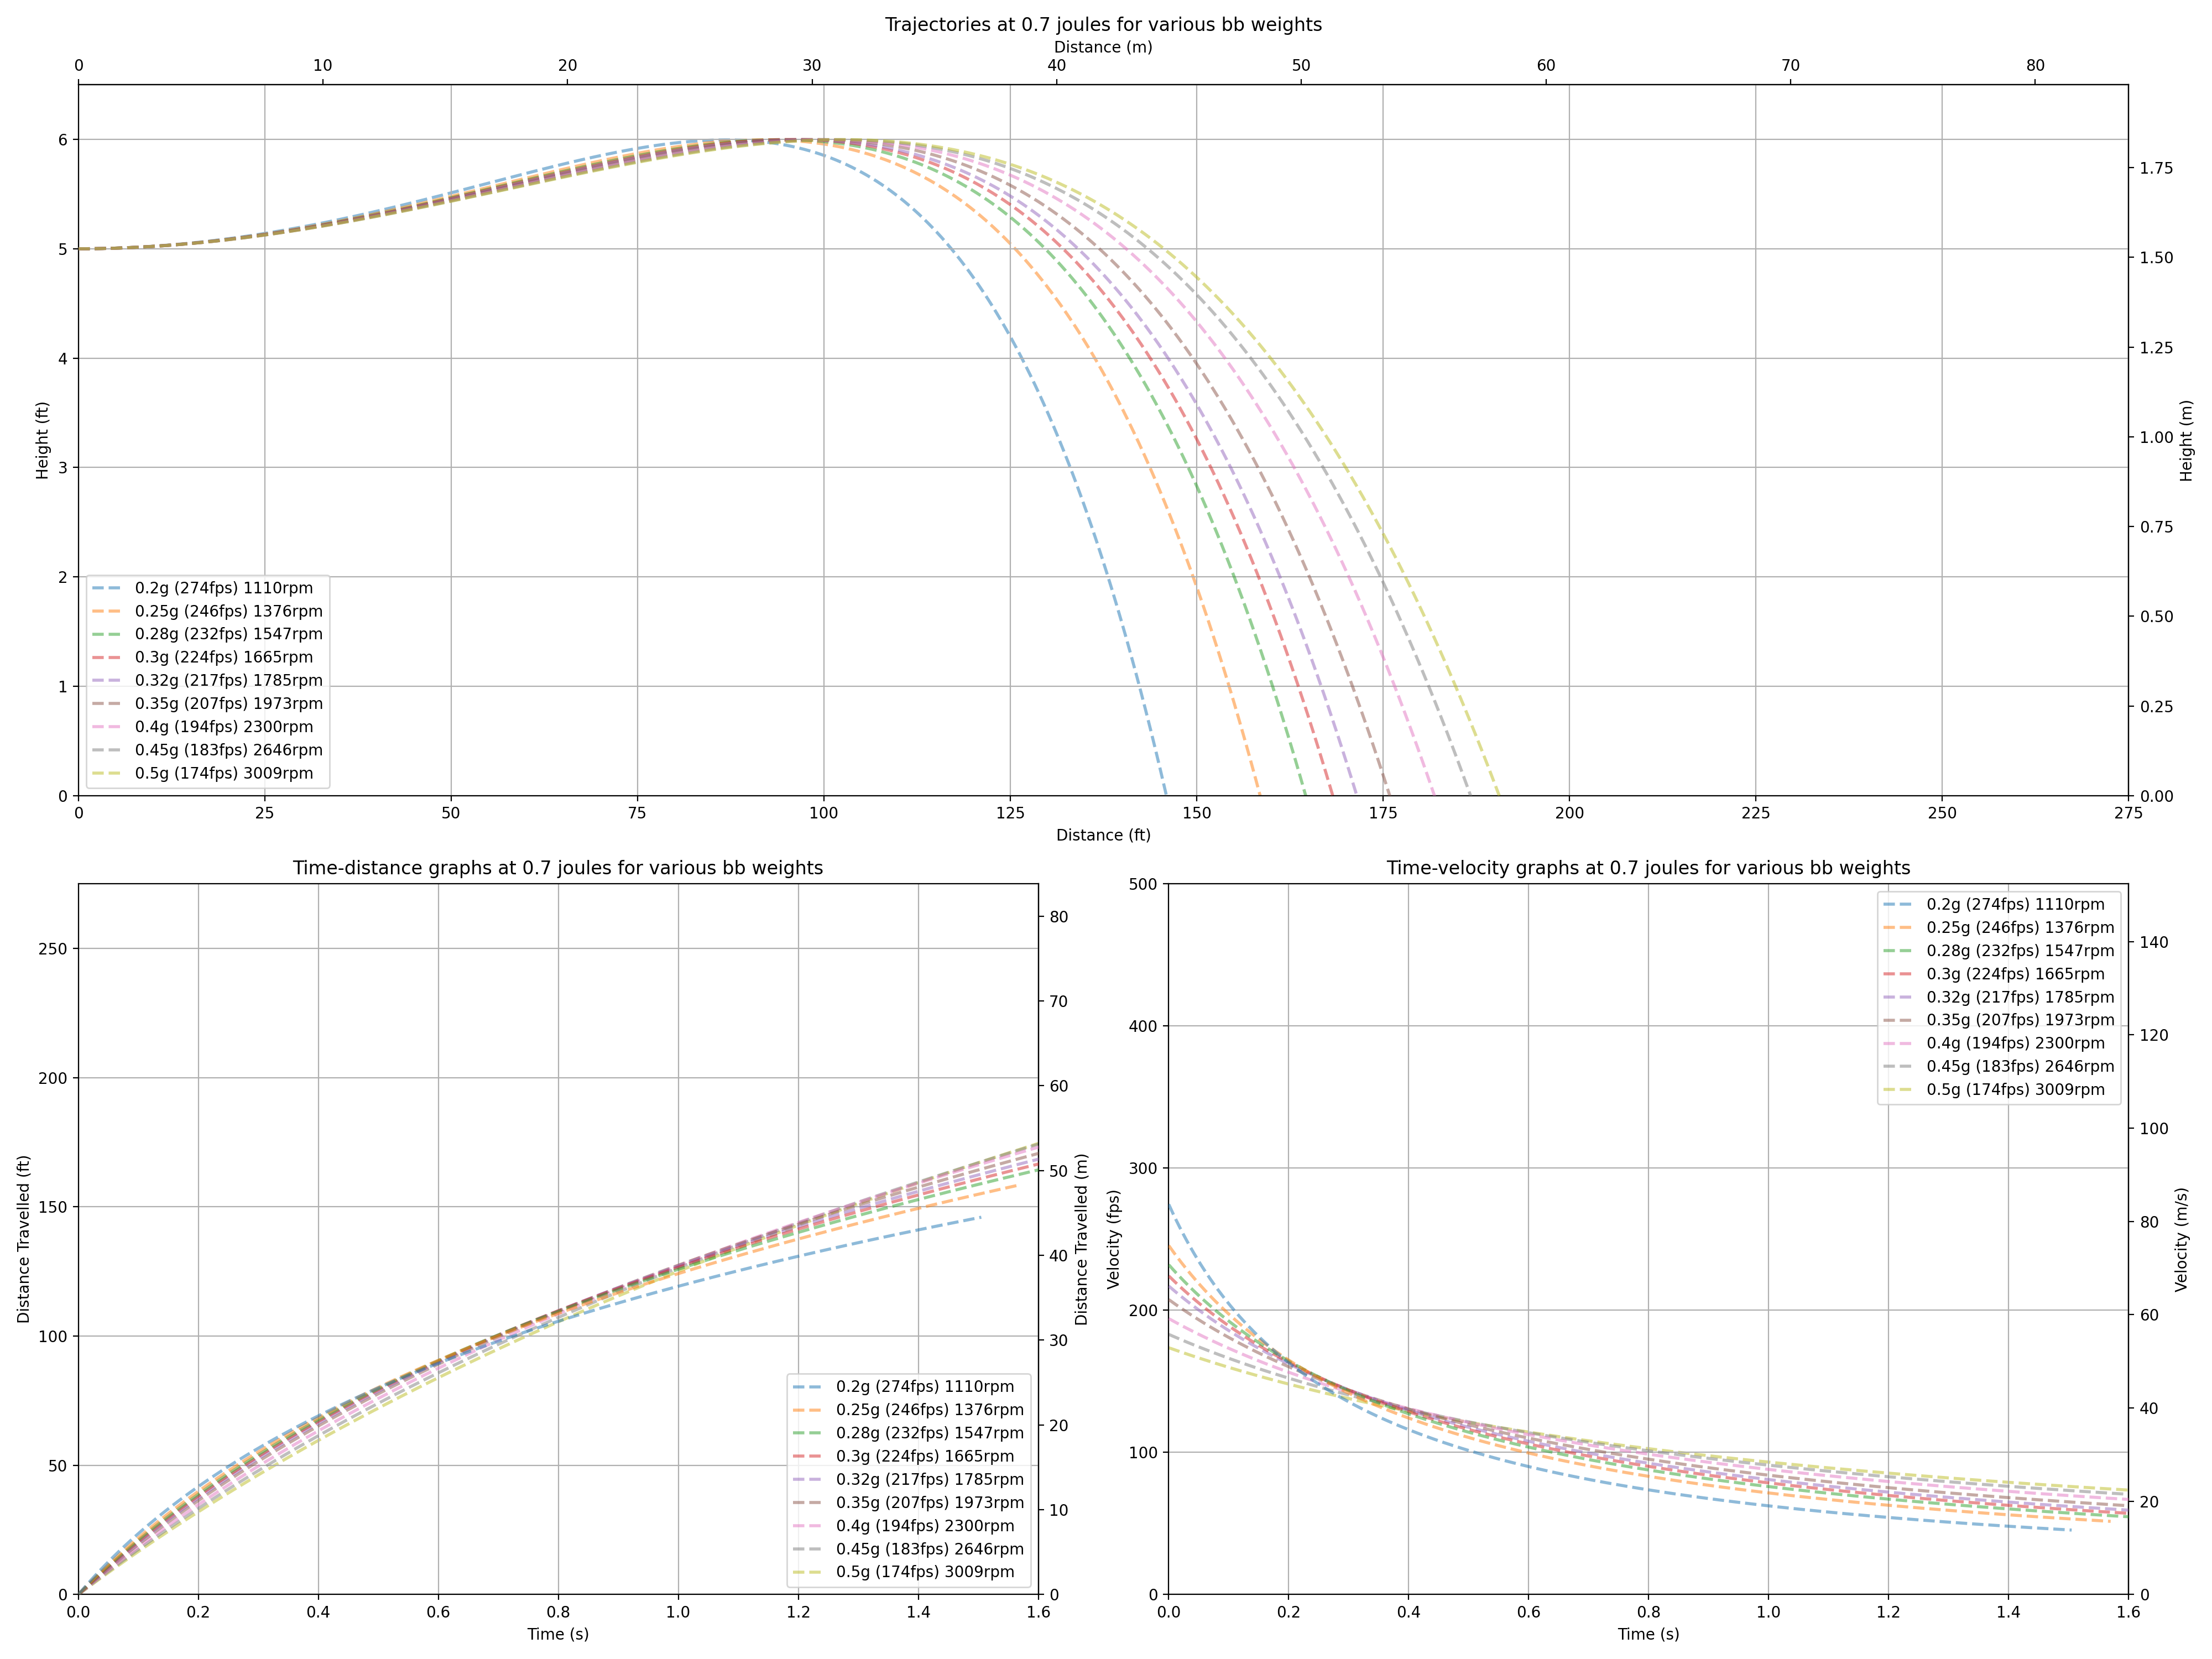 Trajectories at 0.7 joules for various bb weights
Distance (m)
0 10 20 30 40 50 60 70 80
6
5
4
3
2
1
0
Height (ft)
1.75
1.50
1.25
1.00
0.75
0.50
0.25
0.00
Height (m)
0.2g (274fps) 1110rpm
0.25g (246fps) 1376rpm
0.28g (232fps) 1547rpm
0.3g (224fps) 1665rpm
0.32g (217fps) 1785rpm
0.35g (207fps) 1973rpm
0.4g (194fps) 2300rpm
0.45g (183fps) 2646rpm
0.5g (174fps) 3009rpm
0 25 50 75 100 125 150 175 200 225 250 275
Distance (ft)
Time-distance graphs at 0.7 joules for various bb weights
250
200
150
100
50
0
Distance Travelled (ft)
80
70
60
50
40
30
20
10
0
Distance Travelled (m)
0.2g (274fps) 1110rpm
0.25g (246fps) 1376rpm
0.28g (232fps) 1547rpm
0.3g (224fps) 1665rpm
0.32g (217fps) 1785rpm
0.35g (207fps) 1973rpm
0.4g (194fps) 2300rpm
0.45g (183fps) 2646rpm
0.5g (174fps) 3009rpm
0.0 0.2 0.4 0.6 0.8 1.0 1.2 1.4 1.6
Time (s)
Time-velocity graphs at 0.7 joules for various bb weights
500
400
300
200
100
0
Velocity (fps)
140
120
100
80
60
40
20
0
Velocity (m/s)
0.2g (274fps) 1110rpm
0.25g (246fps) 1376rpm
0.28g (232fps) 1547rpm
0.3g (224fps) 1665rpm
0.32g (217fps) 1785rpm
0.35g (207fps) 1973rpm
0.4g (194fps) 2300rpm
0.45g (183fps) 2646rpm
0.5g (174fps) 3009rpm
0.0 0.2 0.4 0.6 0.8 1.0 1.2 1.4 1.6
Time (s)